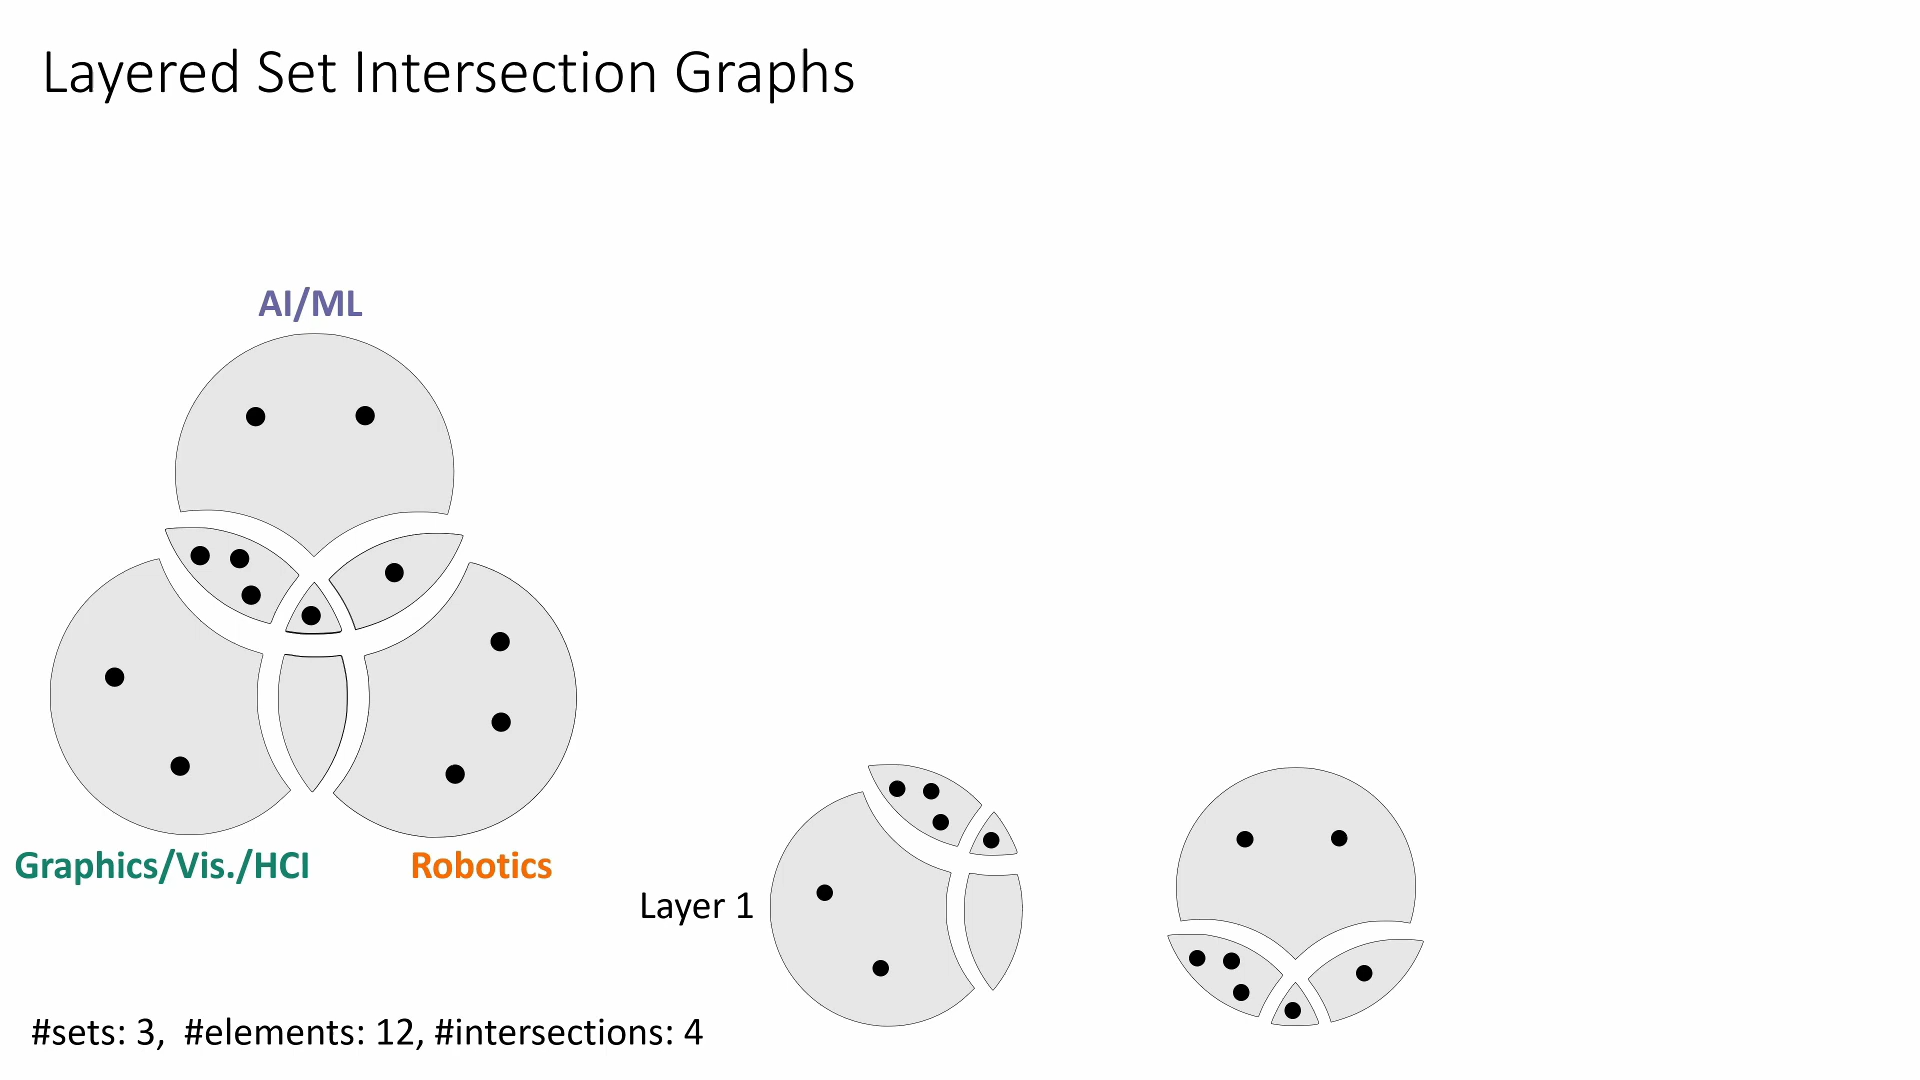 Layered Set Intersection Graphs
AI/ML
Graphics/Vis./HCI
Robotics
Layer 1
#sets: 3, #elements: 12, #intersections: 4